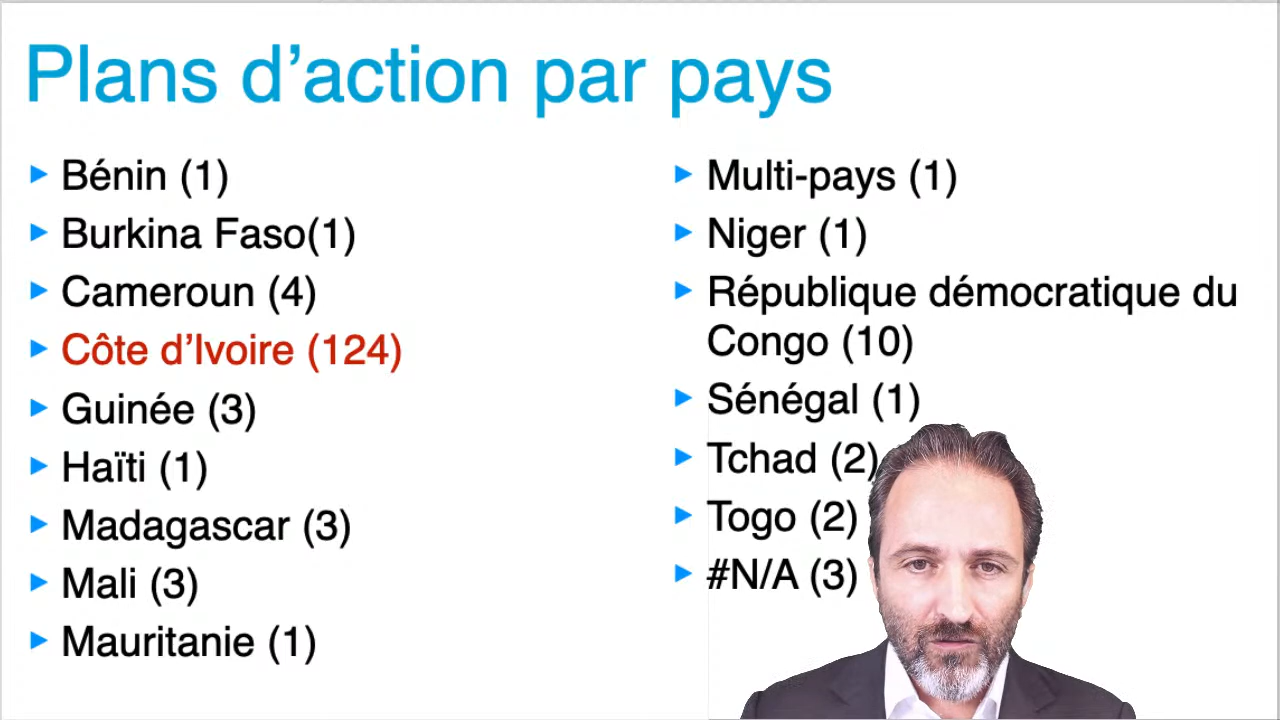 Plans d’action par pays
Bénin (1)
Burkina Faso(1)
Cameroun (4)
Côte d’Ivoire (124)
Guinée (3)
Haïti (1)
Madagascar (3)
Mali (3)
Mauritanie (1)
Multi-pays (1)
Niger (1)
République démocratique du
Congo (10)
Sénégal (1)
Tchad (2)
Togo (2)
#N/A (3)